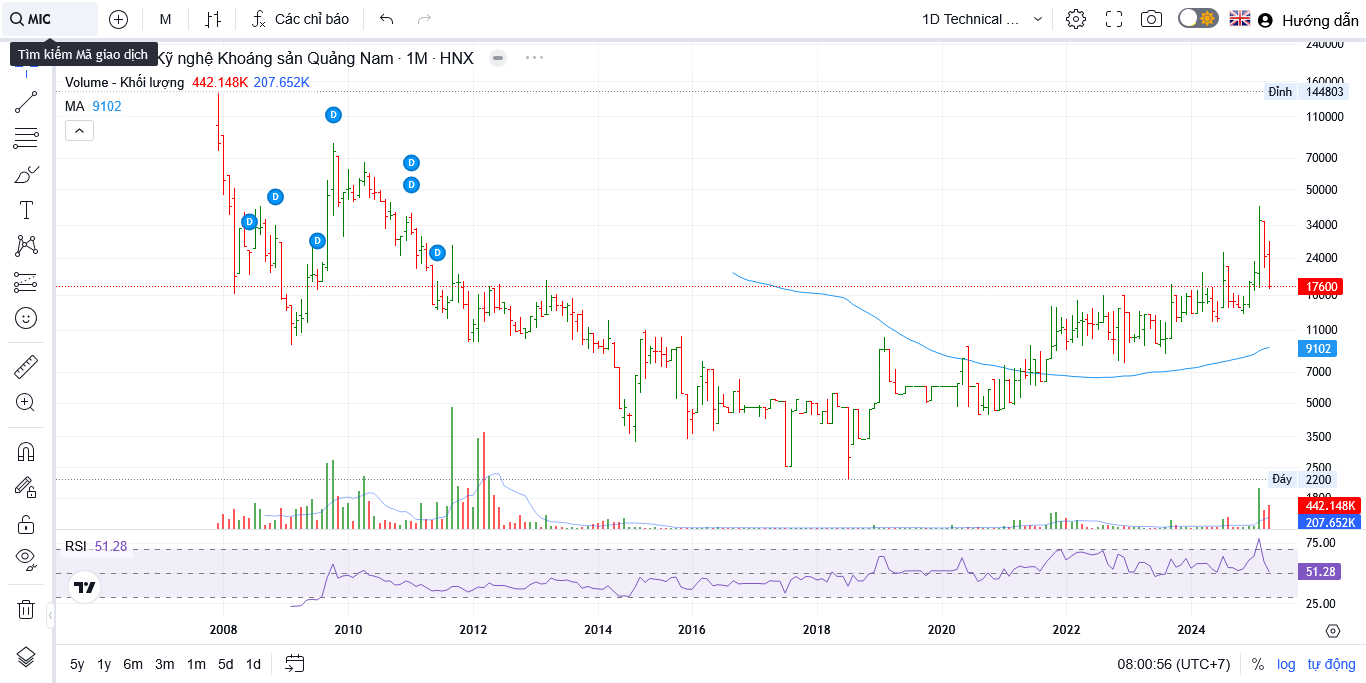 MIC
M
Các chỉ báo
1D Technical ...
Hướng dẫn
Tìm kiếm Mã giao dịch
Kỹ nghệ Khoáng sản Quảng Nam · 1M · HNX
Volume - Khối lượng 442.148K 207.652K
MA 9102
240000
160000
Đỉnh 144803
110000
70000
50000
34000
24000
17600
16000
11000
9102
7000
5000
3500
2500
Đáy 2200
1800
442.148K
207.652K
D
D
D
D
D
D
D
RSI 51.28
75.00
51.28
25.00
2008 2010 2012 2014 2016 2018 2020 2022 2024
5y 1y 6m 3m 1m 5d 1d
08:00:56 (UTC+7) % log tự động